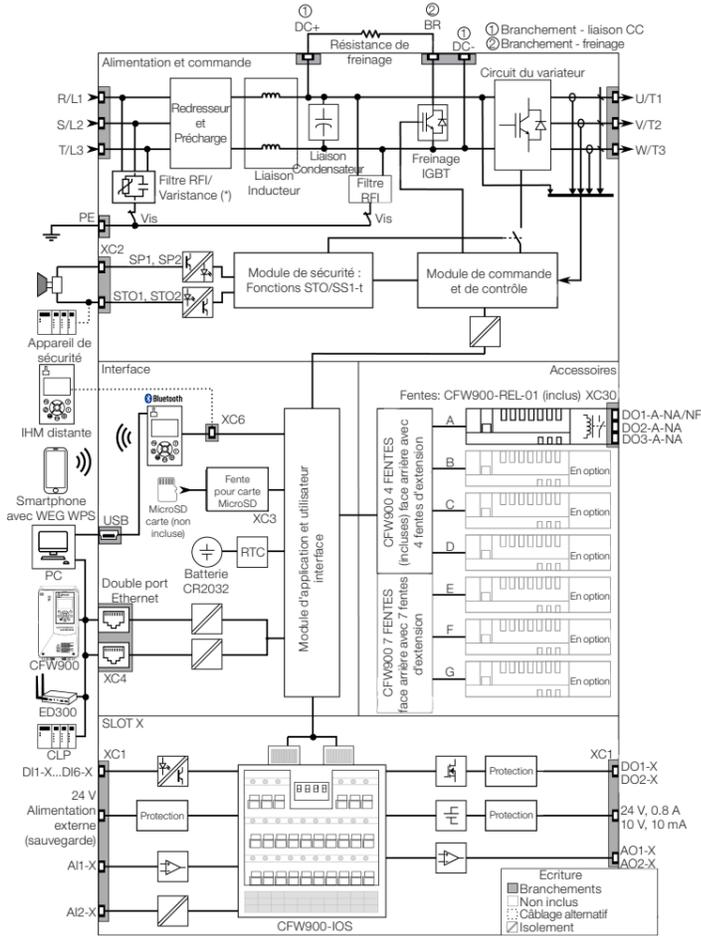 ①
DC+
②
BR
①
DC-
① Branchement - liaison CC
② Branchement - freinage
Résistance de
freinage
Alimentation et commande
Circuit du variateur
R/L1
S/L2
T/L3
Redresseur
et
Précharge
U/T1
V/T2
W/T3
Liaison
Inducteur
Liaison
Condensateur
Freinage
IGBT
Filtre RFI/
Varistance (*)
Filtre
RFI
PE
Vis
Vis
XC2
SP1, SP2
STO1, STO2
Module de sécurité :
Fonctions STO/SS1-t
Module de commande
et de contrôle
Appareil de
sécurité
Interface
Accessoires
Bluetooth
Fentes: CFW900-REL-01 (inclus) XC30
IHM distante
XC6
A
DO1-A-NA/NF
DO2-A-NA
DO3-A-NA
CFW900 4 FENTES
(incluses) face arrière avec
4 fentes d'extension
B
En option
C
En option
D
En option
Smartphone
avec WEG WPS
MicroSD
carte (non
incluse)
Fente
pour carte
MicroSD
XC3
Module d'application et utilisateur
interface
USB
PC
Batterie
CR2032
RTC
CFW900 7 FENTES
face arrière avec 7 fentes
d'extension
E
En option
F
En option
G
En option
Double port
Ethernet
CFW900
XC4
ED300
CLP
SLOT X
XC1
XC1
DI1-X...DI6-X
Protection
DO1-X
DO2-X
24 V
Alimentation
externe
(sauvegarde)
Protection
Protection
24 V, 0.8 A
10 V, 10 mA
AI1-X
AO1-X
AO2-X
AI2-X
CFW900-IOS
Ecriture
Branchements
Non inclus
Câblage alternatif
Isolement